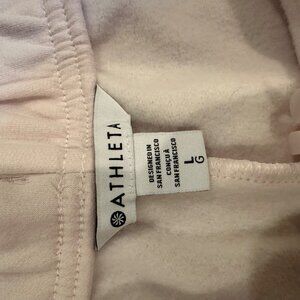 ATHLETA
DESIGNED IN
SAN FRANCISCO
CONÇU À
SAN FRANCISCO
L
G